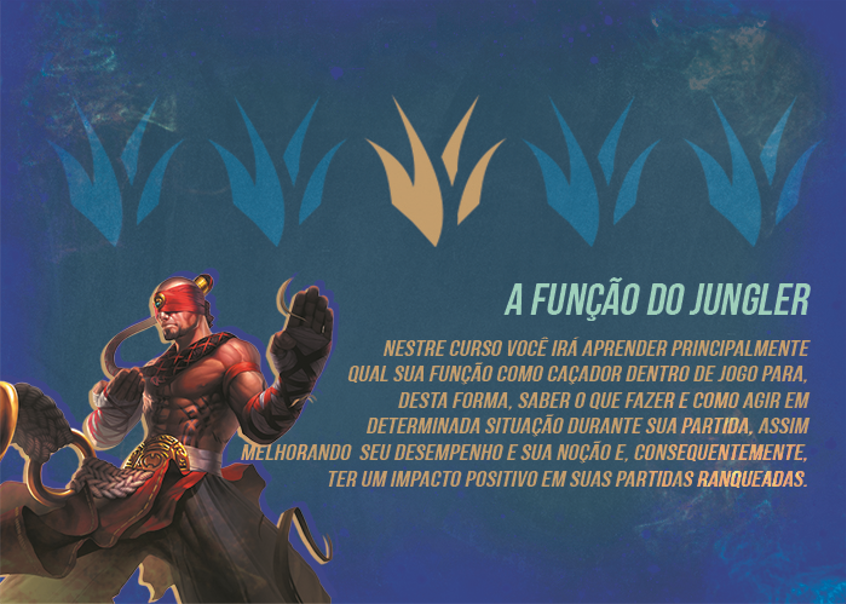 A FUNÇÃO DO JUNGLER
NESTRE CURSO VOCÊ IRÁ APRENDER PRINCIPALMENTE
QUAL SUA FUNÇÃO COMO CAÇADOR DENTRO DE JOGO PARA,
DESTA FORMA, SABER O QUE FAZER E COMO AGIR EM
DETERMINADA SITUAÇÃO DURANTE SUA PARTIDA, ASSIM
MELHORANDO SEU DESEMPENHO E SUA NOÇÃO E, CONSEQUENTEMENTE,
TER UM IMPACTO POSITIVO EM SUAS PARTIDAS RANQUEADAS.